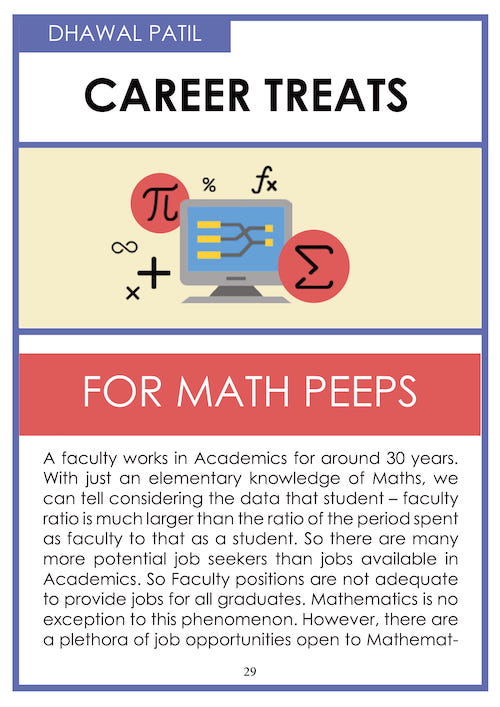 DHAWAL PATIL
CAREER TREATS
π % fx
∞ + × Σ
FOR MATH PEEPS
A faculty works in Academics for around 30 years.
With just an elementary knowledge of Maths, we
can tell considering the data that student – faculty
ratio is much larger than the ratio of the period spent
as faculty to that as a student. So there are many
more potential job seekers than jobs available in
Academics. So Faculty positions are not adequate
to provide jobs for all graduates. Mathematics is no
exception to this phenomenon. However, there are
a plethora of job opportunities open to Mathemat-
29